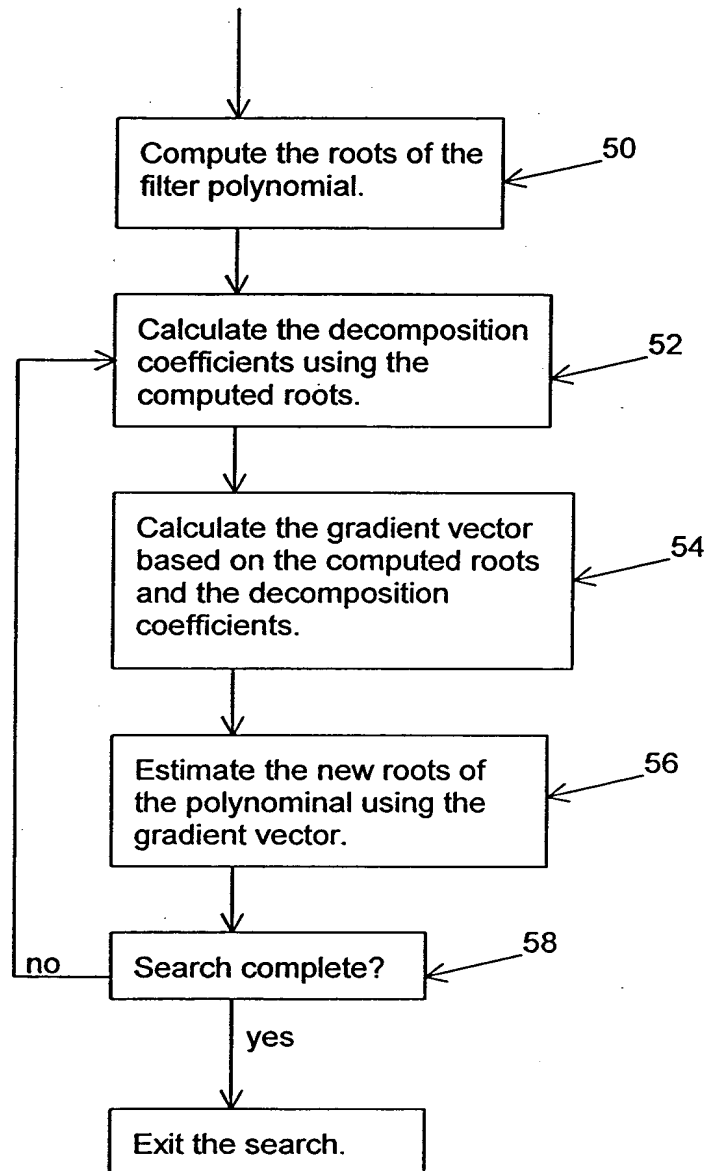 Compute the roots of the
filter polynomial.
50
Calculate the decomposition
coefficients using the
computed roots.
52
Calculate the gradient vector
based on the computed roots
and the decomposition
coefficients.
54
Estimate the new roots of
the polynominal using the
gradient vector.
56
Search complete?
58
no
yes
Exit the search.